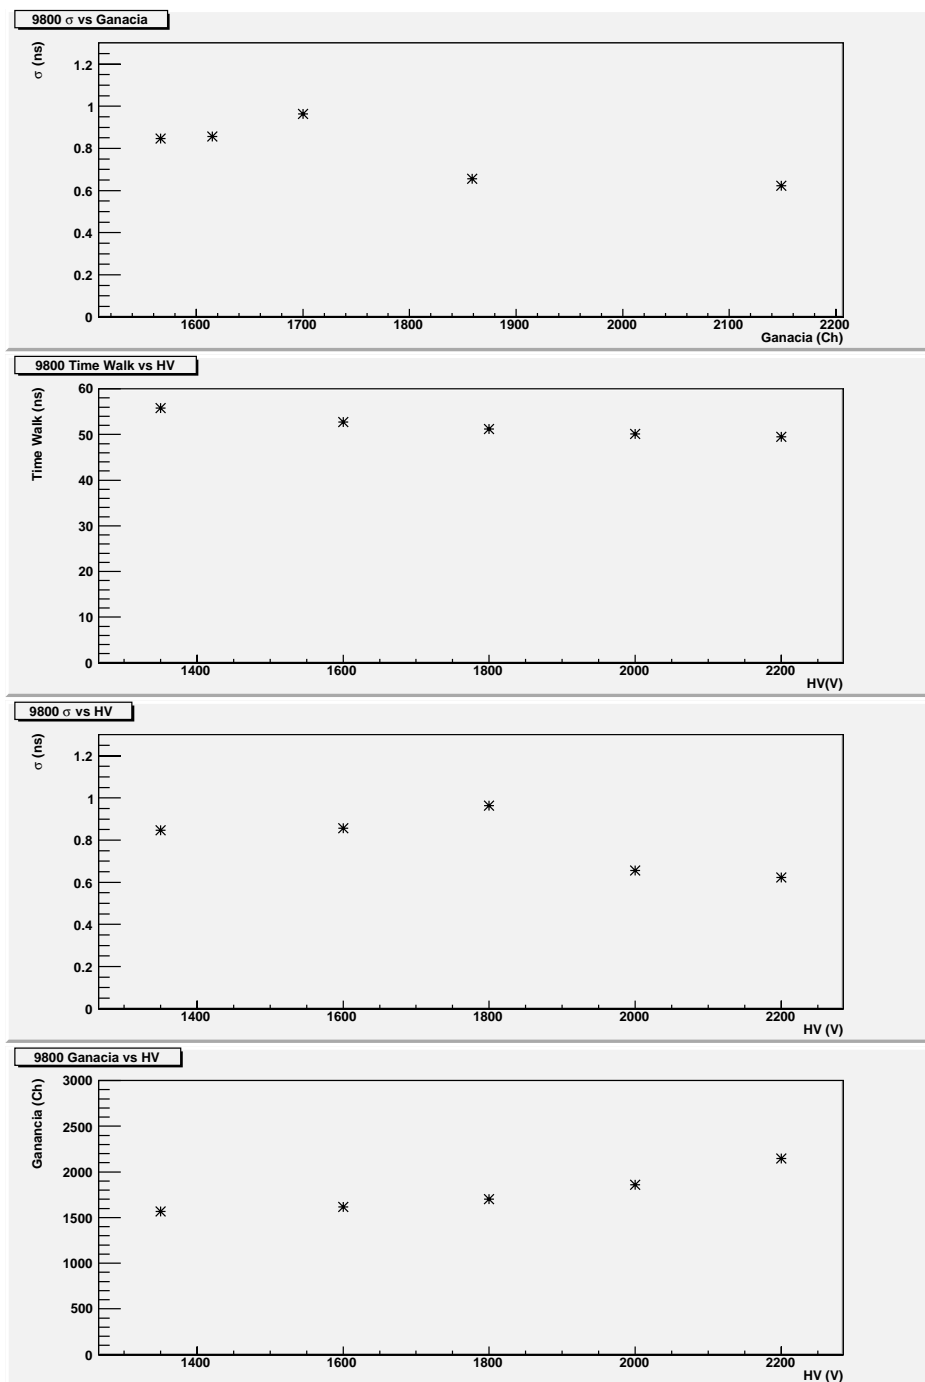 9800 σ vs Ganacia
σ (ns)
1.2
1
0.8
0.6
0.4
0.2
0
1600 1700 1800 1900 2000 2100 2200
Ganacia (Ch)
9800 Time Walk vs HV
Time Walk (ns)
60
50
40
30
20
10
0
1400 1600 1800 2000 2200
HV(V)
9800 σ vs HV
σ (ns)
1.2
1
0.8
0.6
0.4
0.2
0
1400 1600 1800 2000 2200
HV (V)
9800 Ganacia vs HV
Ganancia (Ch)
3000
2500
2000
1500
1000
500
0
1400 1600 1800 2000 2200
HV (V)